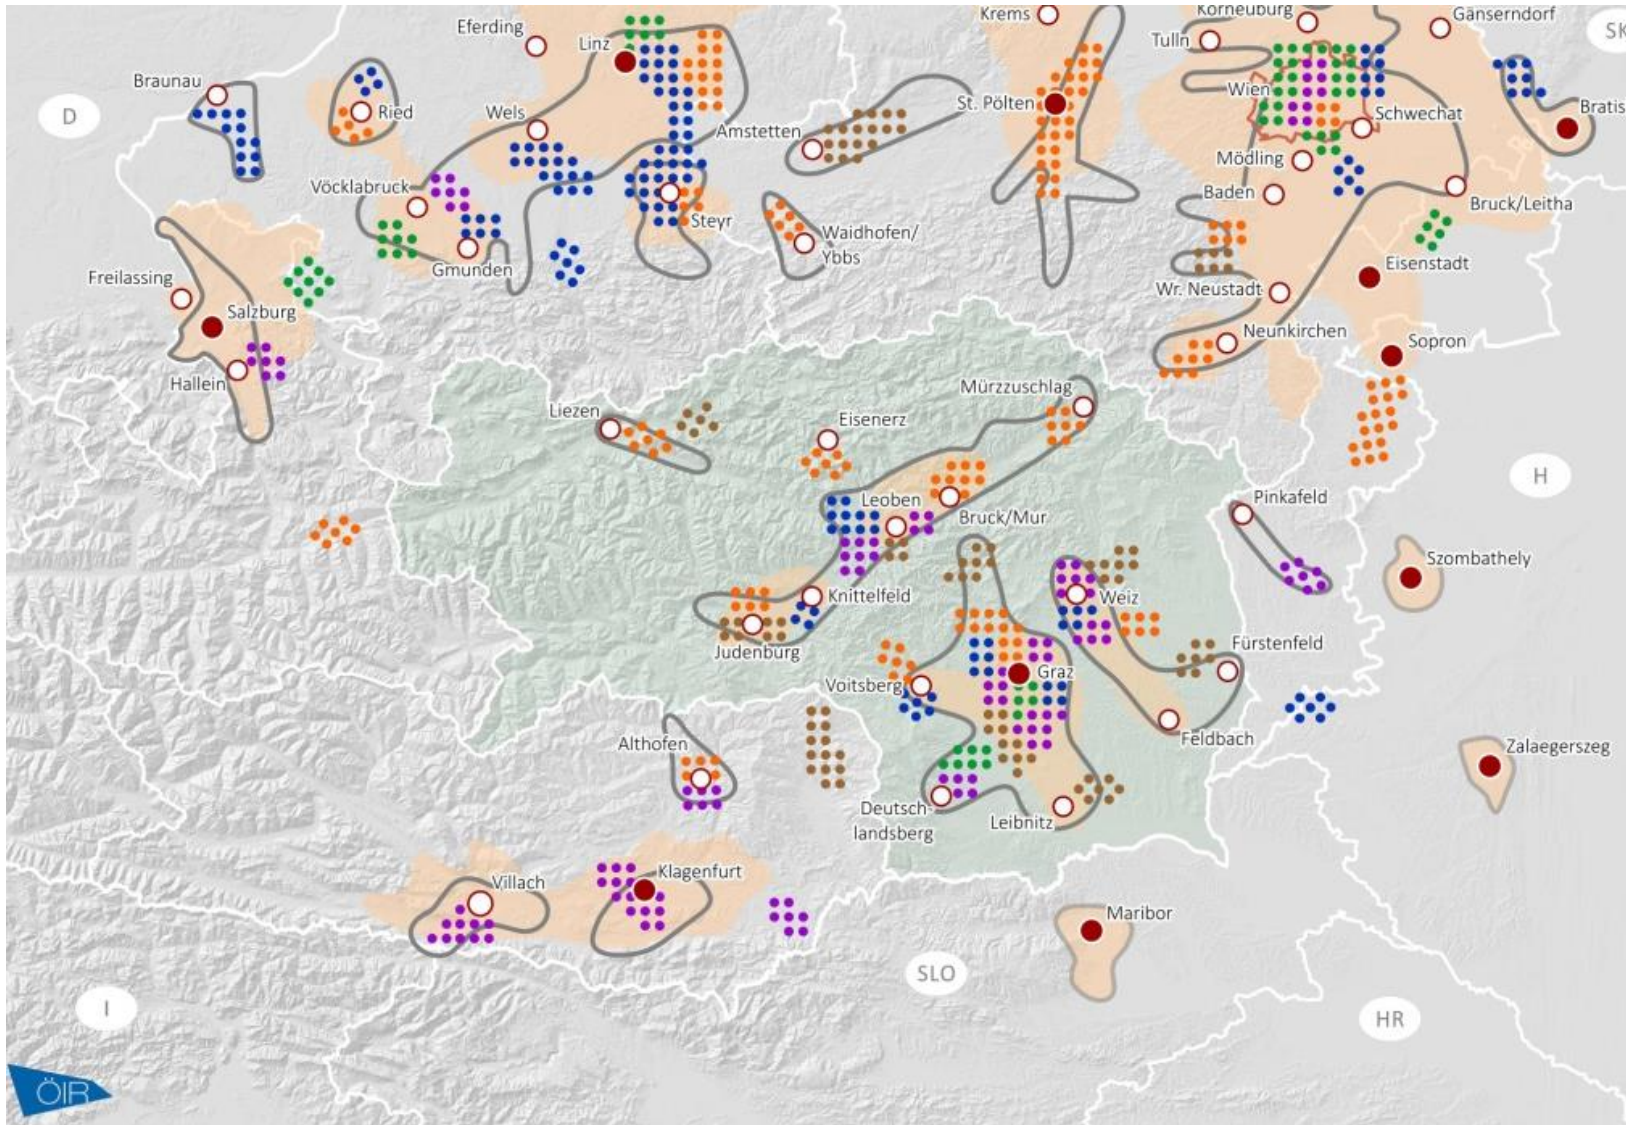 Krems
Korneuburg
Gänserndorf
Eferding
Linz
Tulln
SK
Braunau
D
Ried
Wels
Amstetten
St. Pölten
Wien
Schwechat
Bratis
Mödling
Vöcklabruck
Baden
Bruck/Leitha
Steyr
Waidhofen/
Ybbs
Gmunden
Freilassing
Eisenstadt
Wr. Neustadt
Salzburg
Neunkirchen
Sopron
Hallein
Mürzzuschlag
Liezen
Eisenerz
H
Leoben
Pinkafeld
Bruck/Mur
Szombathely
Knittelfeld
Weiz
Judenburg
Fürstenfeld
Graz
Voitsberg
Feldbach
Althofen
Zalaegerszeg
Deutsch-
landsberg
Leibnitz
Villach
Klagenfurt
Maribor
SLO
I
HR
ÖIR